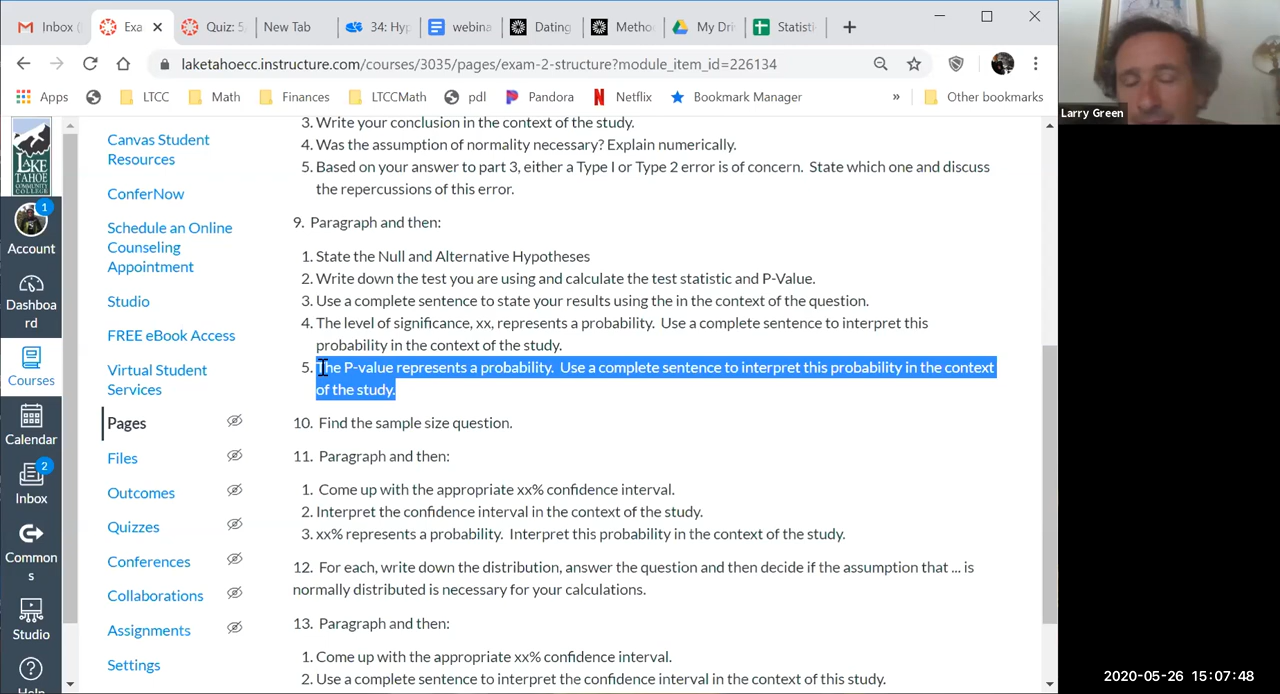 Inbox (
Exa
Quiz: 5
New Tab
34: Hyp
webina
Dating
Metho
My Dri
Statisti
laketahoecc.instructure.com/courses/3035/pages/exam-2-structure?module_item_id=226134
Apps
LTCC
Math
Finances
LTCCMath
pdl
Pandora
Netflix
Bookmark Manager
»
Other bookmarks
Larry Green
LAKE
TAHOE
1
Account
Dashboa
rd
Courses
Calendar
2
Inbox
Common
s
Studio
Help
Canvas Student
Resources
ConferNow
Schedule an Online
Counseling
Appointment
Studio
FREE eBook Access
Virtual Student
Services
Pages
Files
Outcomes
Quizzes
Conferences
Collaborations
Assignments
Settings
3. Write your conclusion in the context of the study.
4. Was the assumption of normality necessary? Explain numerically.
5. Based on your answer to part 3, either a Type I or Type 2 error is of concern. State which one and discuss
the repercussions of this error.
9. Paragraph and then:
1. State the Null and Alternative Hypotheses
2. Write down the test you are using and calculate the test statistic and P-Value.
3. Use a complete sentence to state your results using the in the context of the question.
4. The level of significance, xx, represents a probability. Use a complete sentence to interpret this
probability in the context of the study.
5. The P-value represents a probability. Use a complete sentence to interpret this probability in the context
of the study.
10. Find the sample size question.
11. Paragraph and then:
1. Come up with the appropriate xx% confidence interval.
2. Interpret the confidence interval in the context of the study.
3. xx% represents a probability. Interpret this probability in the context of the study.
12. For each, write down the distribution, answer the question and then decide if the assumption that ... is
normally distributed is necessary for your calculations.
13. Paragraph and then:
1. Come up with the appropriate xx% confidence interval.
2. Use a complete sentence to interpret the confidence interval in the context of this study.
2020-05-26 15:07:48